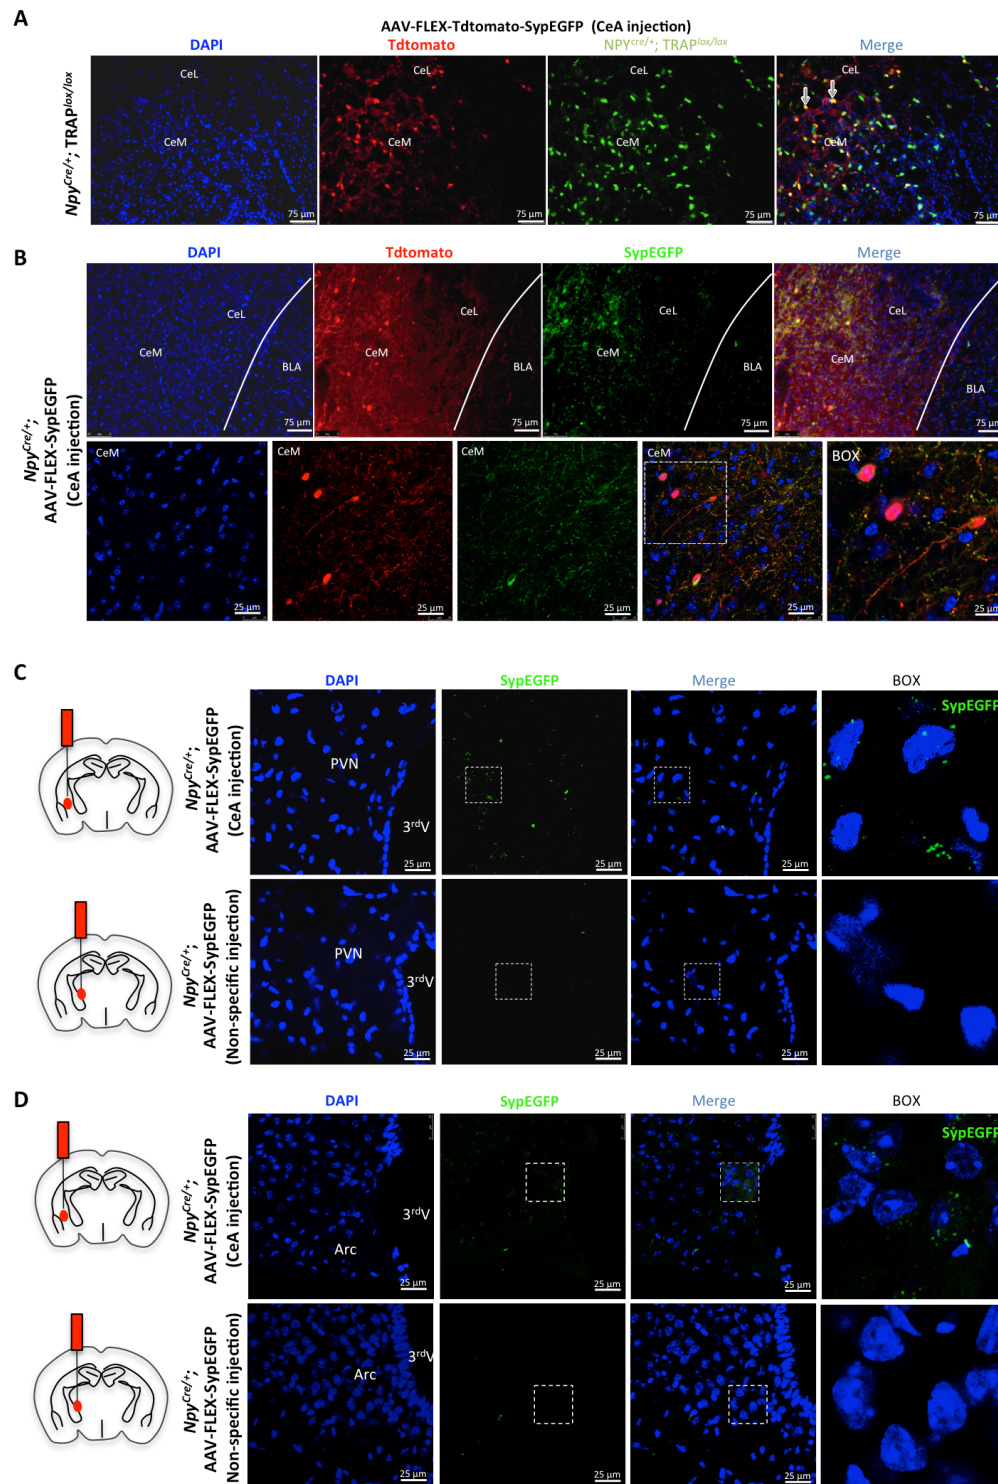 A
AAV-FLEX-Tdtomato-SypEGFP (CeA injection)
DAPI
Tdtomato
NPYcre/+; TRAPlox/lox
Merge
NpyCre/+; TRAPlox/lox
CeL
CeM
75 µm
CeL
CeM
75 µm
CeL
CeM
75 µm
CeL
CeM
75 µm
B
DAPI
Tdtomato
SypEGFP
Merge
NpyCre/+;
AAV-FLEX-SypEGFP
(CeA injection)
CeL
CeM
BLA
75 µm
CeL
CeM
BLA
75 µm
CeL
CeM
BLA
75 µm
CeL
CeM
BLA
75 µm
CeM
25 µm
CeM
25 µm
CeM
25 µm
CeM
25 µm
BOX
25 µm
C
DAPI
SypEGFP
Merge
BOX
NpyCre/+;
AAV-FLEX-SypEGFP
(CeA injection)
PVN
3rdV
25 µm
25 µm
25 µm
SypEGFP
NpyCre/+;
AAV-FLEX-SypEGFP
(Non-specific injection)
PVN
3rdV
25 µm
25 µm
25 µm
D
DAPI
SypEGFP
Merge
BOX
NpyCre/+;
AAV-FLEX-SypEGFP
(CeA injection)
3rdV
Arc
25 µm
25 µm
25 µm
SypEGFP
NpyCre/+;
AAV-FLEX-SypEGFP
Non-specific injection)
3rdV
Arc
25 µm
25 µm
25 µm